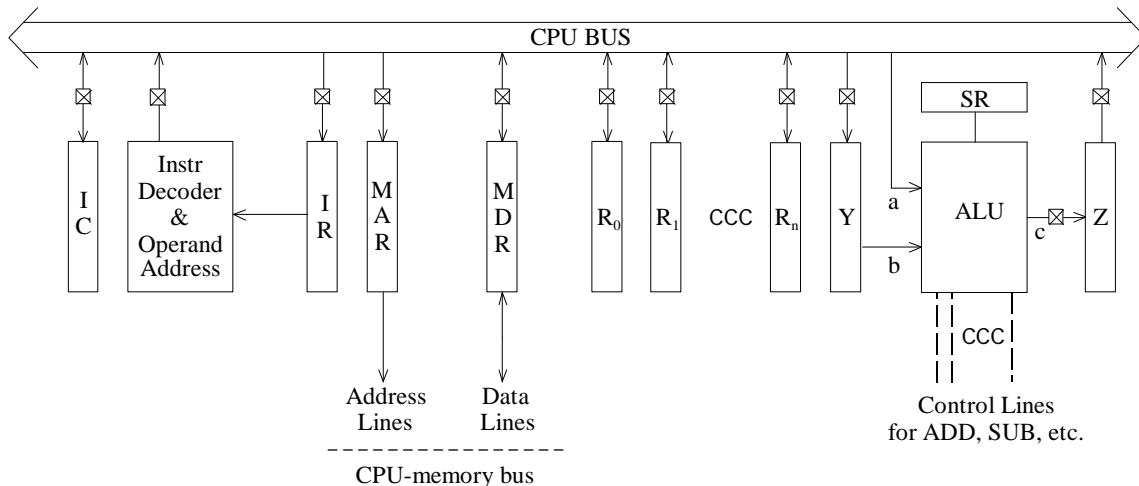 CPU BUS
SR
I
C
Instr
Decoder
&
Operand
Address
I
R
M
A
R
M
D
R
R0
R1
CCC
Rn
Y
a
b
ALU
c
Z
CCC
Address
Lines
Data
Lines
Control Lines
for ADD, SUB, etc.
CPU-memory bus